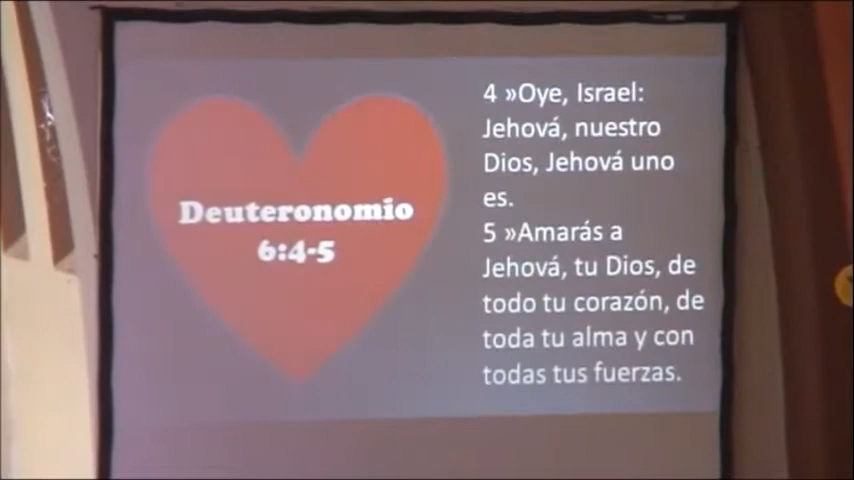 Deuteronomio
6:4-5
4 »Oye, Israel:
Jehová, nuestro
Dios, Jehová uno
es.
5 »Amarás a
Jehová, tu Dios, de
todo tu corazón, de
toda tu alma y con
todas tus fuerzas.